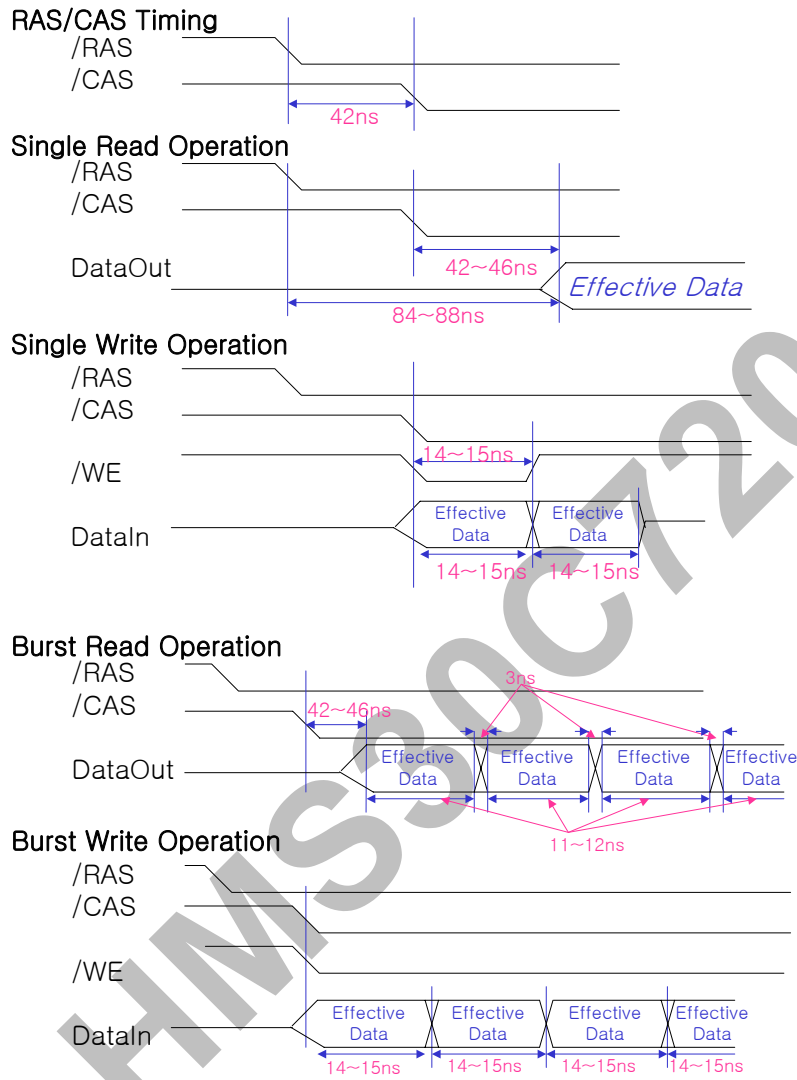 RAS/CAS Timing
/RAS
/CAS
42ns
Single Read Operation
/RAS
/CAS
42~46ns
DataOut
Effective Data
84~88ns
Single Write Operation
/RAS
/CAS
14~15ns
/WE
Effective Data
Effective Data
DataIn
14~15ns
14~15ns
Burst Read Operation
/RAS
3ns
/CAS
42~46ns
Effective Data
Effective Data
Effective Data
Effective Data
DataOut
11~12ns
Burst Write Operation
/RAS
/CAS
/WE
Effective Data
Effective Data
Effective Data
Effective Data
DataIn
14~15ns
14~15ns
14~15ns
14~15ns
HMS30C720